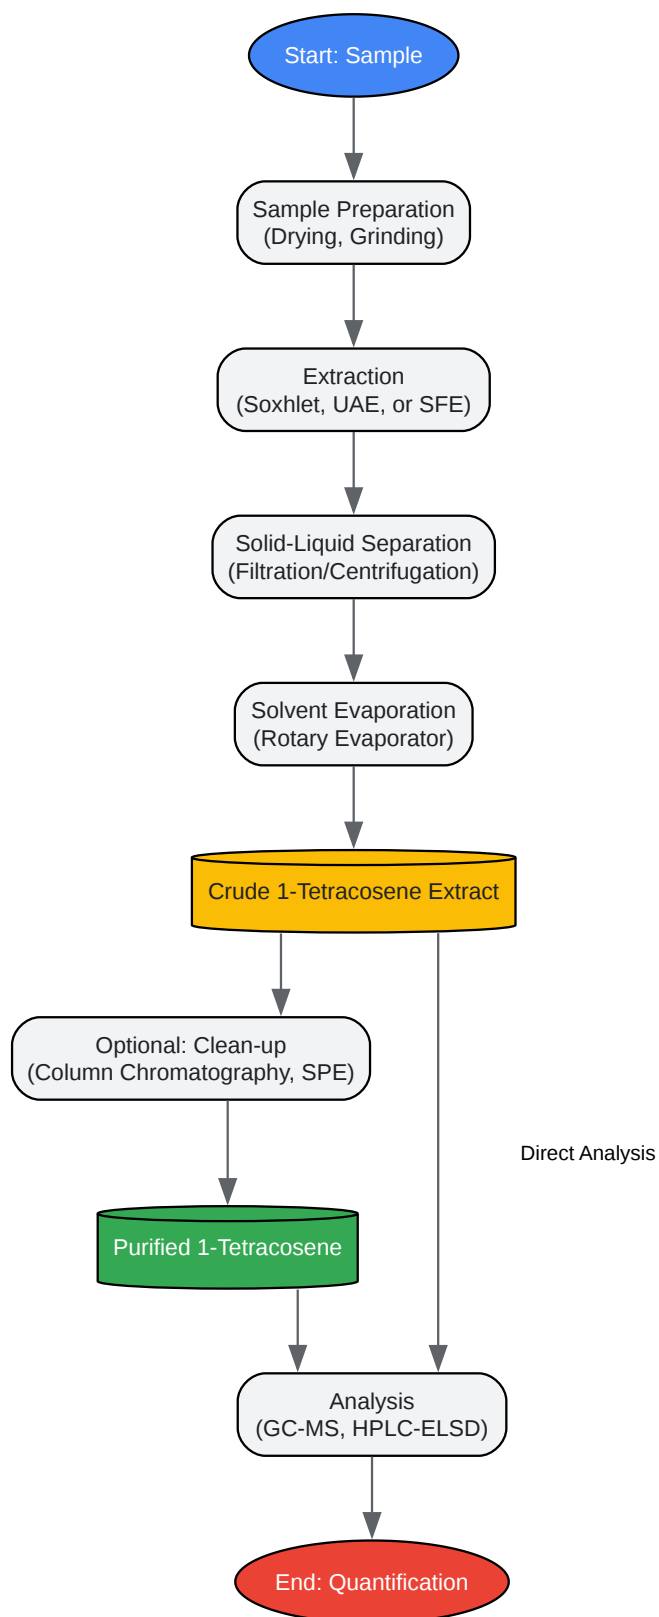 Start: Sample
Sample Preparation
(Drying, Grinding)
Extraction
(Soxhlet, UAE, or SFE)
Solid-Liquid Separation
(Filtration/Centrifugation)
Solvent Evaporation
(Rotary Evaporator)
Crude 1-Tetracosene Extract
Optional: Clean-up
(Column Chromatography, SPE)
Direct Analysis
Purified 1-Tetracosene
Analysis
(GC-MS, HPLC-ELSD)
End: Quantification